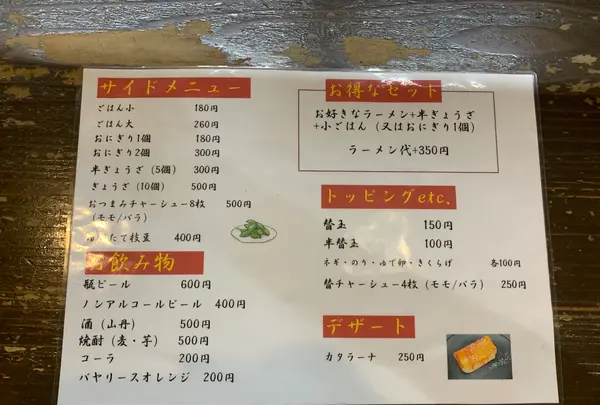 サイドメニュー
ごはん小 180円
ごはん大 260円
おにぎり1個 180円
おにぎり2個 300円
半ぎょうざ (5個) 300円
ぎょうざ (10個) 500円
おつまみチャーシュー8枚 500円
(モモ/バラ)
たて枝豆 400円
お飲み物
瓶ビール 600円
ノンアルコールビール 400円
酒 (山丹) 500円
焼酎 (麦・芋) 500円
コーラ 200円
バヤリースオレンジ 200円
お得なセット
お好きなラーメン+半ぎょうざ
+小ごはん (又はおにぎり1個)
ラーメン代+350円
トッピングetc.
替玉 150円
半替玉 100円
ネギ・のり・ゆで卵・きくらげ 各100円
替チャーシュー4枚 (モモ/バラ) 250円
デザート
カタラーナ 250円